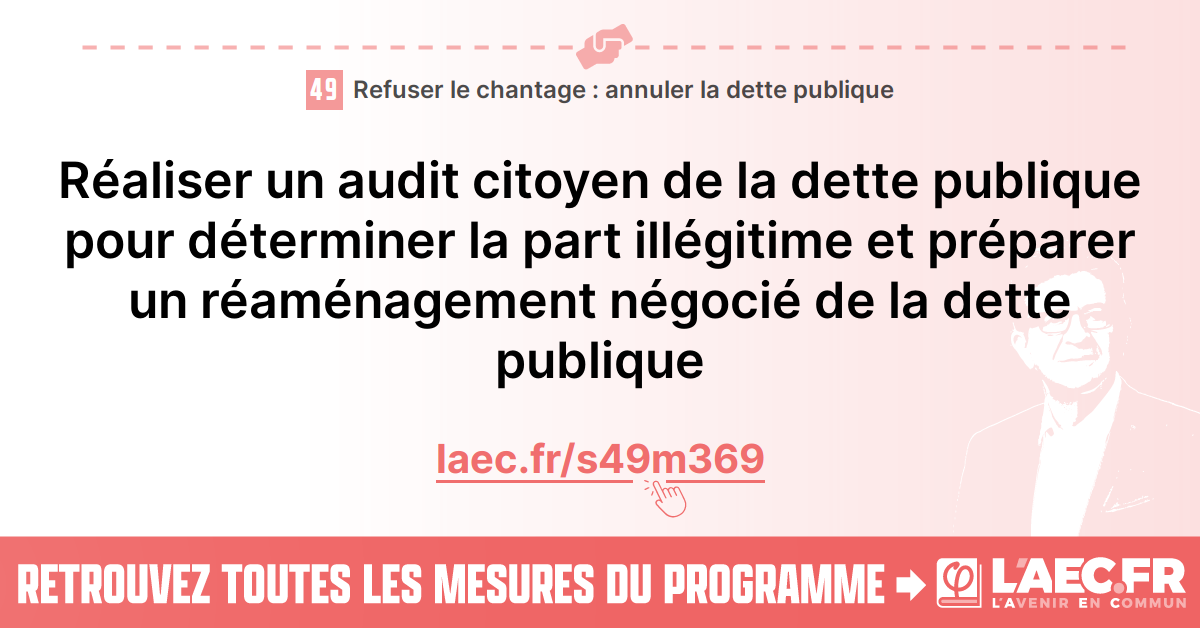 49 Refuser le chantage : annuler la dette publique
Réaliser un audit citoyen de la dette publique
pour déterminer la part illégitime et préparer
un réaménagement négocié de la dette
publique
laec.fr/s49m369
RETROUVEZ TOUTES LES MESURES DU PROGRAMME
L'AEC.FR
L'AVENIR EN COMMUN